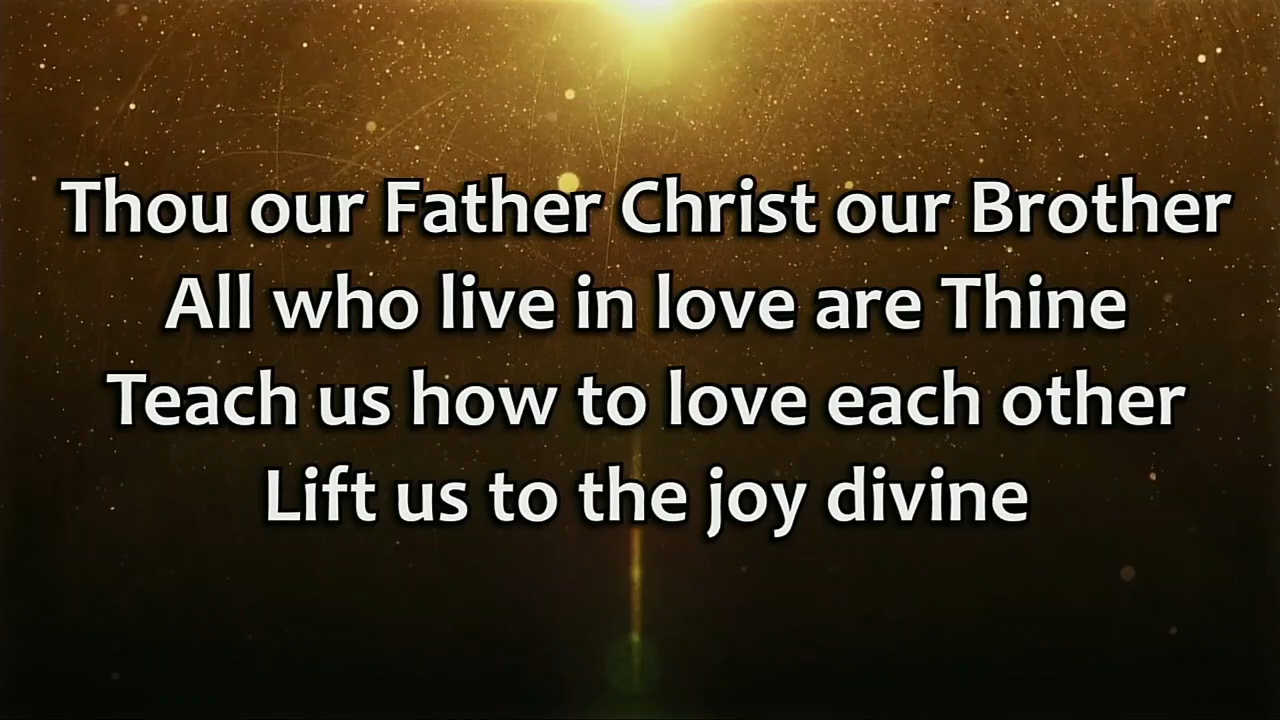 Thou our Father Christ our Brother
All who live in love are Thine
Teach us how to love each other
Lift us to the joy divine